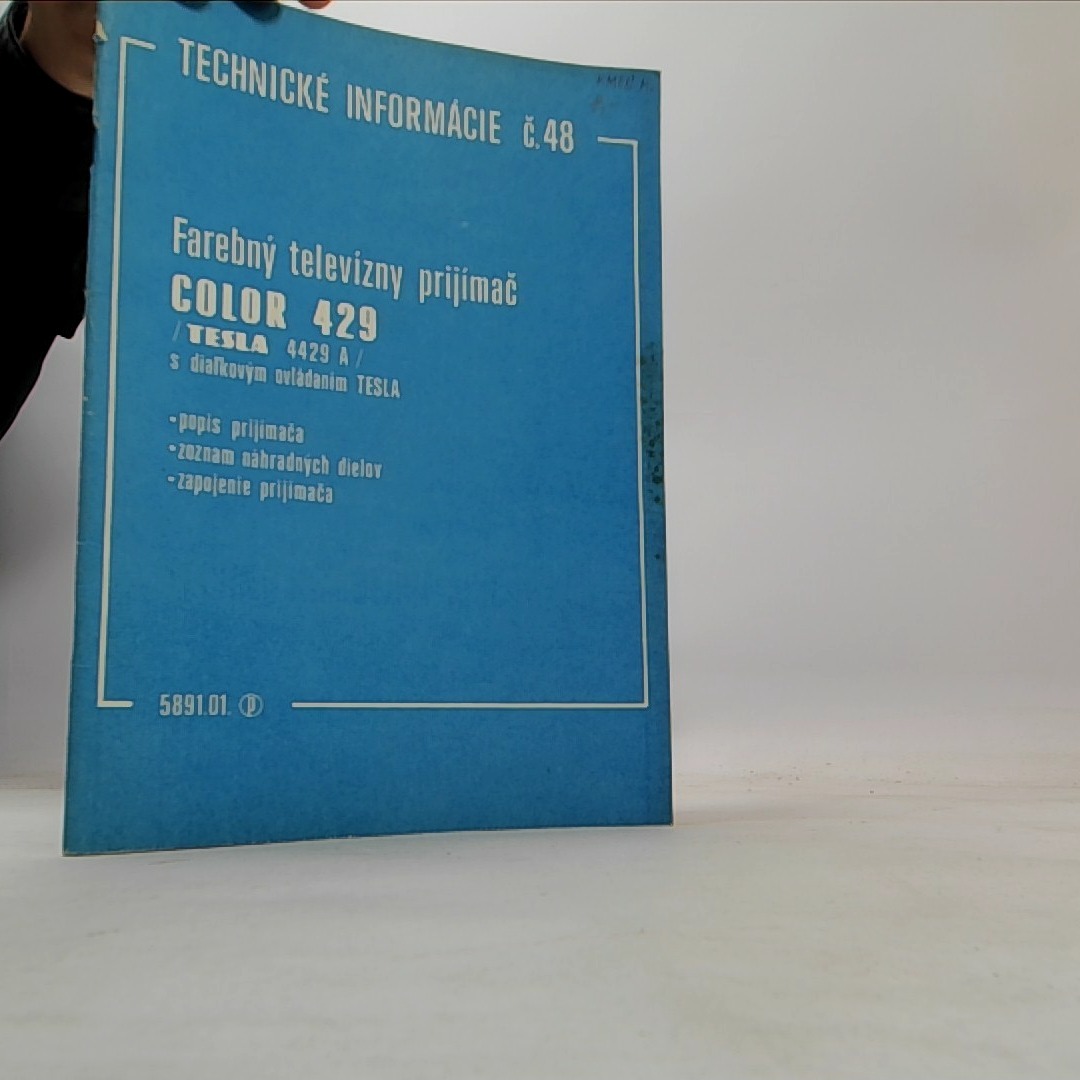 TECHNICKÉ INFORMÁCIE č.48
Farebný televízny prijímač
COLOR 429
/TESLA 4429 A/
s diaľkovým ovládaním TESLA
-popis prijímača
-zoznam náhradných dielov
-zapojenie prijímača
5891.01. Ⓟ